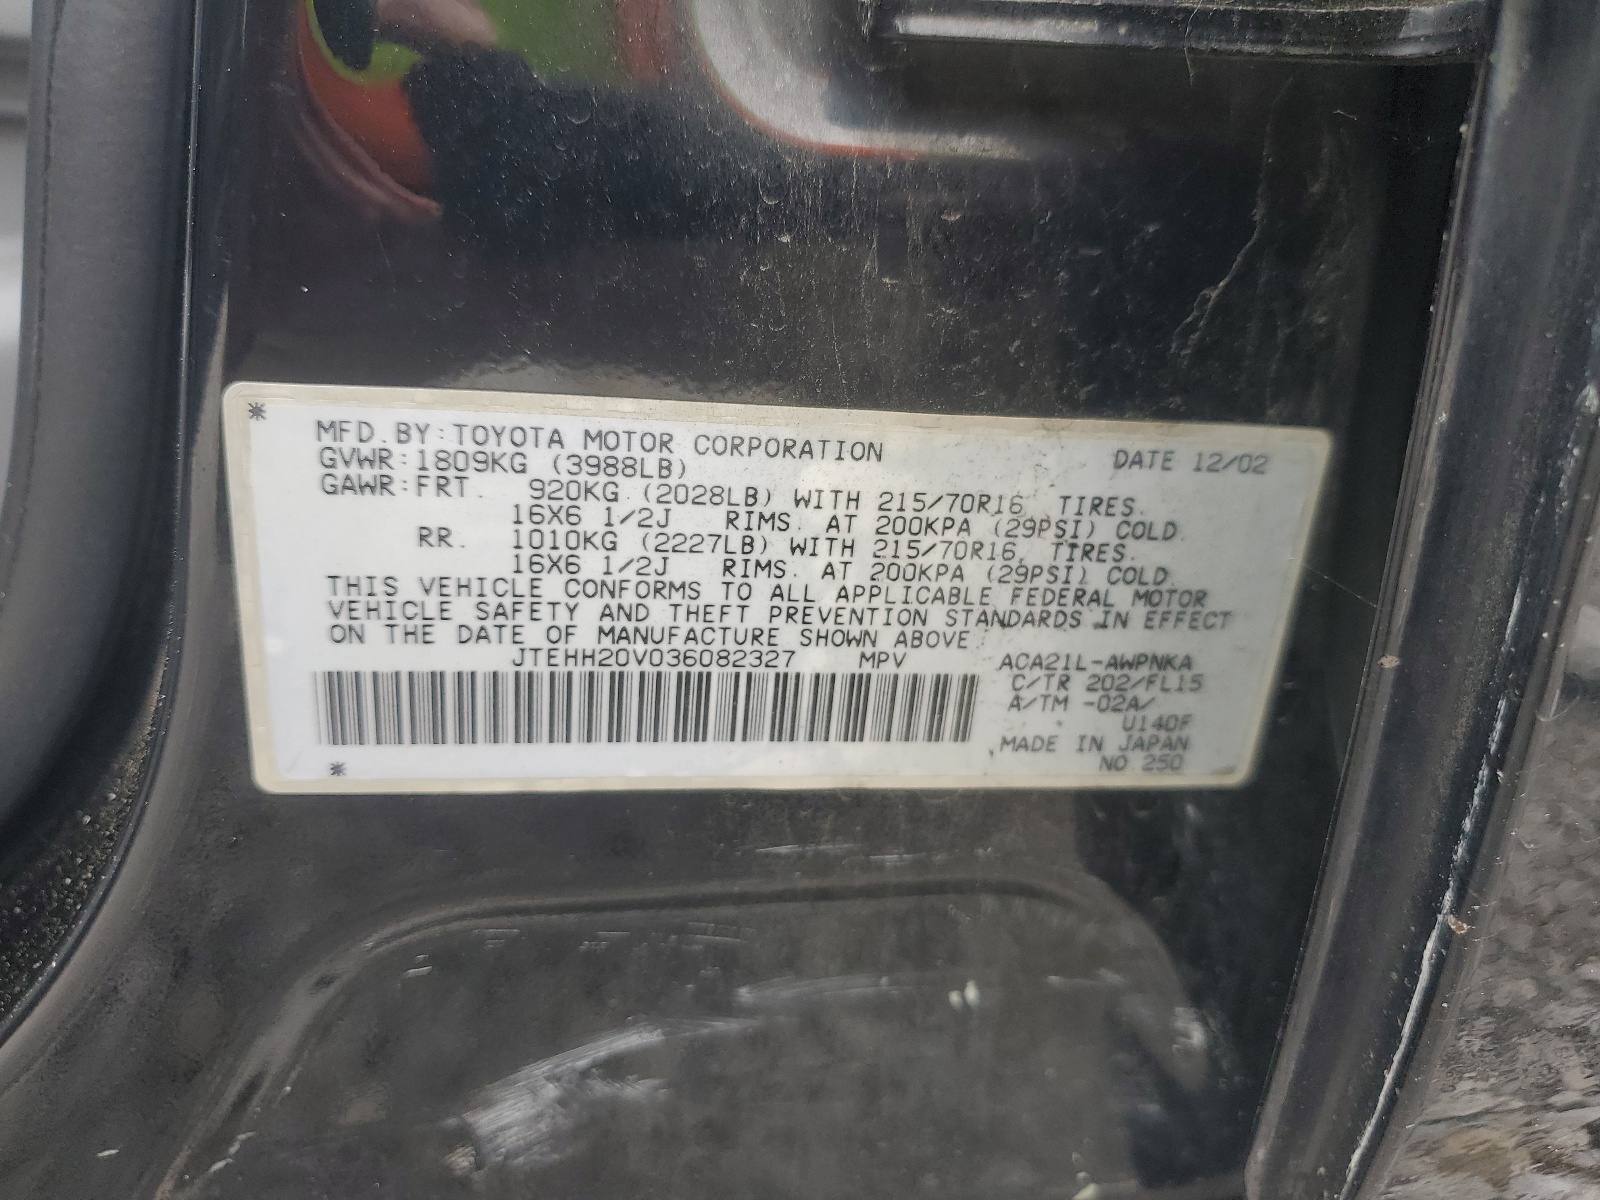 MFD. BY: TOYOTA MOTOR CORPORATION DATE 12/02
GVWR: 1809KG (3988LB)
GAWR: FRT. 920KG (2028LB) WITH 215/70R16 TIRES.
16X6 1/2J RIMS. AT 200KPA (29PSI) COLD.
RR. 1010KG (2227LB) WITH 215/70R16 TIRES.
16X6 1/2J RIMS. AT 200KPA (29PSI) COLD.
THIS VEHICLE CONFORMS TO ALL APPLICABLE FEDERAL MOTOR
VEHICLE SAFETY AND THEFT PREVENTION STANDARDS IN EFFECT
ON THE DATE OF MANUFACTURE SHOWN ABOVE
JTEHH20V036082327 MPV ACA21L-AWPNKA
C/TR 202/FL15
A/TM -02A/
U140F
MADE IN JAPAN
NO 250